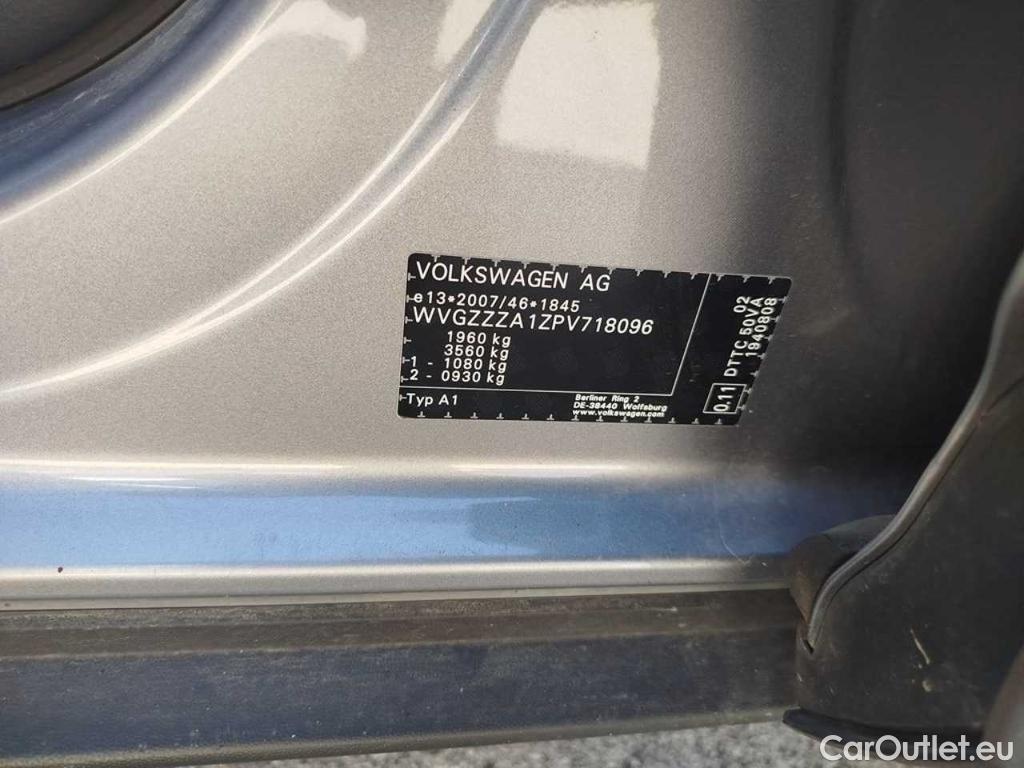 VOLKSWAGEN AG
e13*2007/46*1845
WVGZZZA1ZPV718096
1960 kg
3560 kg
1 - 1080 kg
2 - 0930 kg
Typ A1
Berliner Ring 2
DE-38440 Wolfsburg
www.volkswagen.com
0.11 DTTC 50VA 02
1940808
CarOutlet.eu